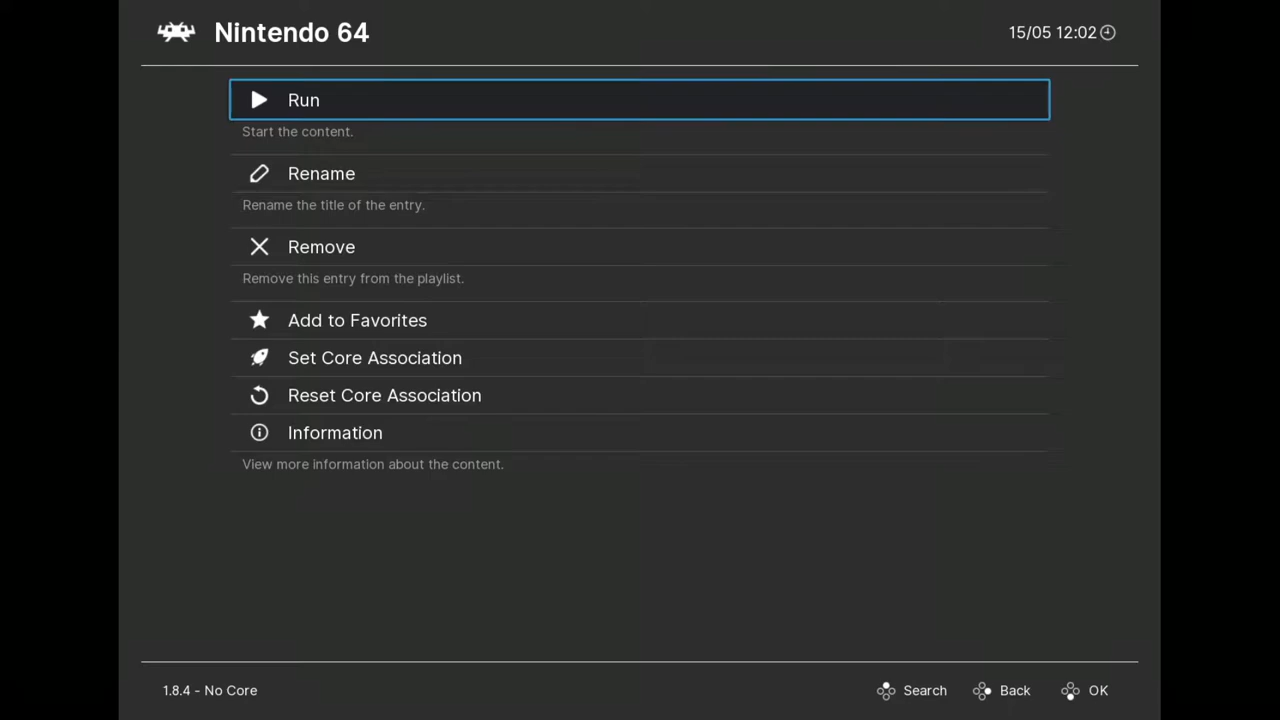 Nintendo 64
15/05 12:02
Run
Start the content.
Rename
Rename the title of the entry.
Remove
Remove this entry from the playlist.
Add to Favorites
Set Core Association
Reset Core Association
Information
View more information about the content.
1.8.4 - No Core
Search
Back
OK